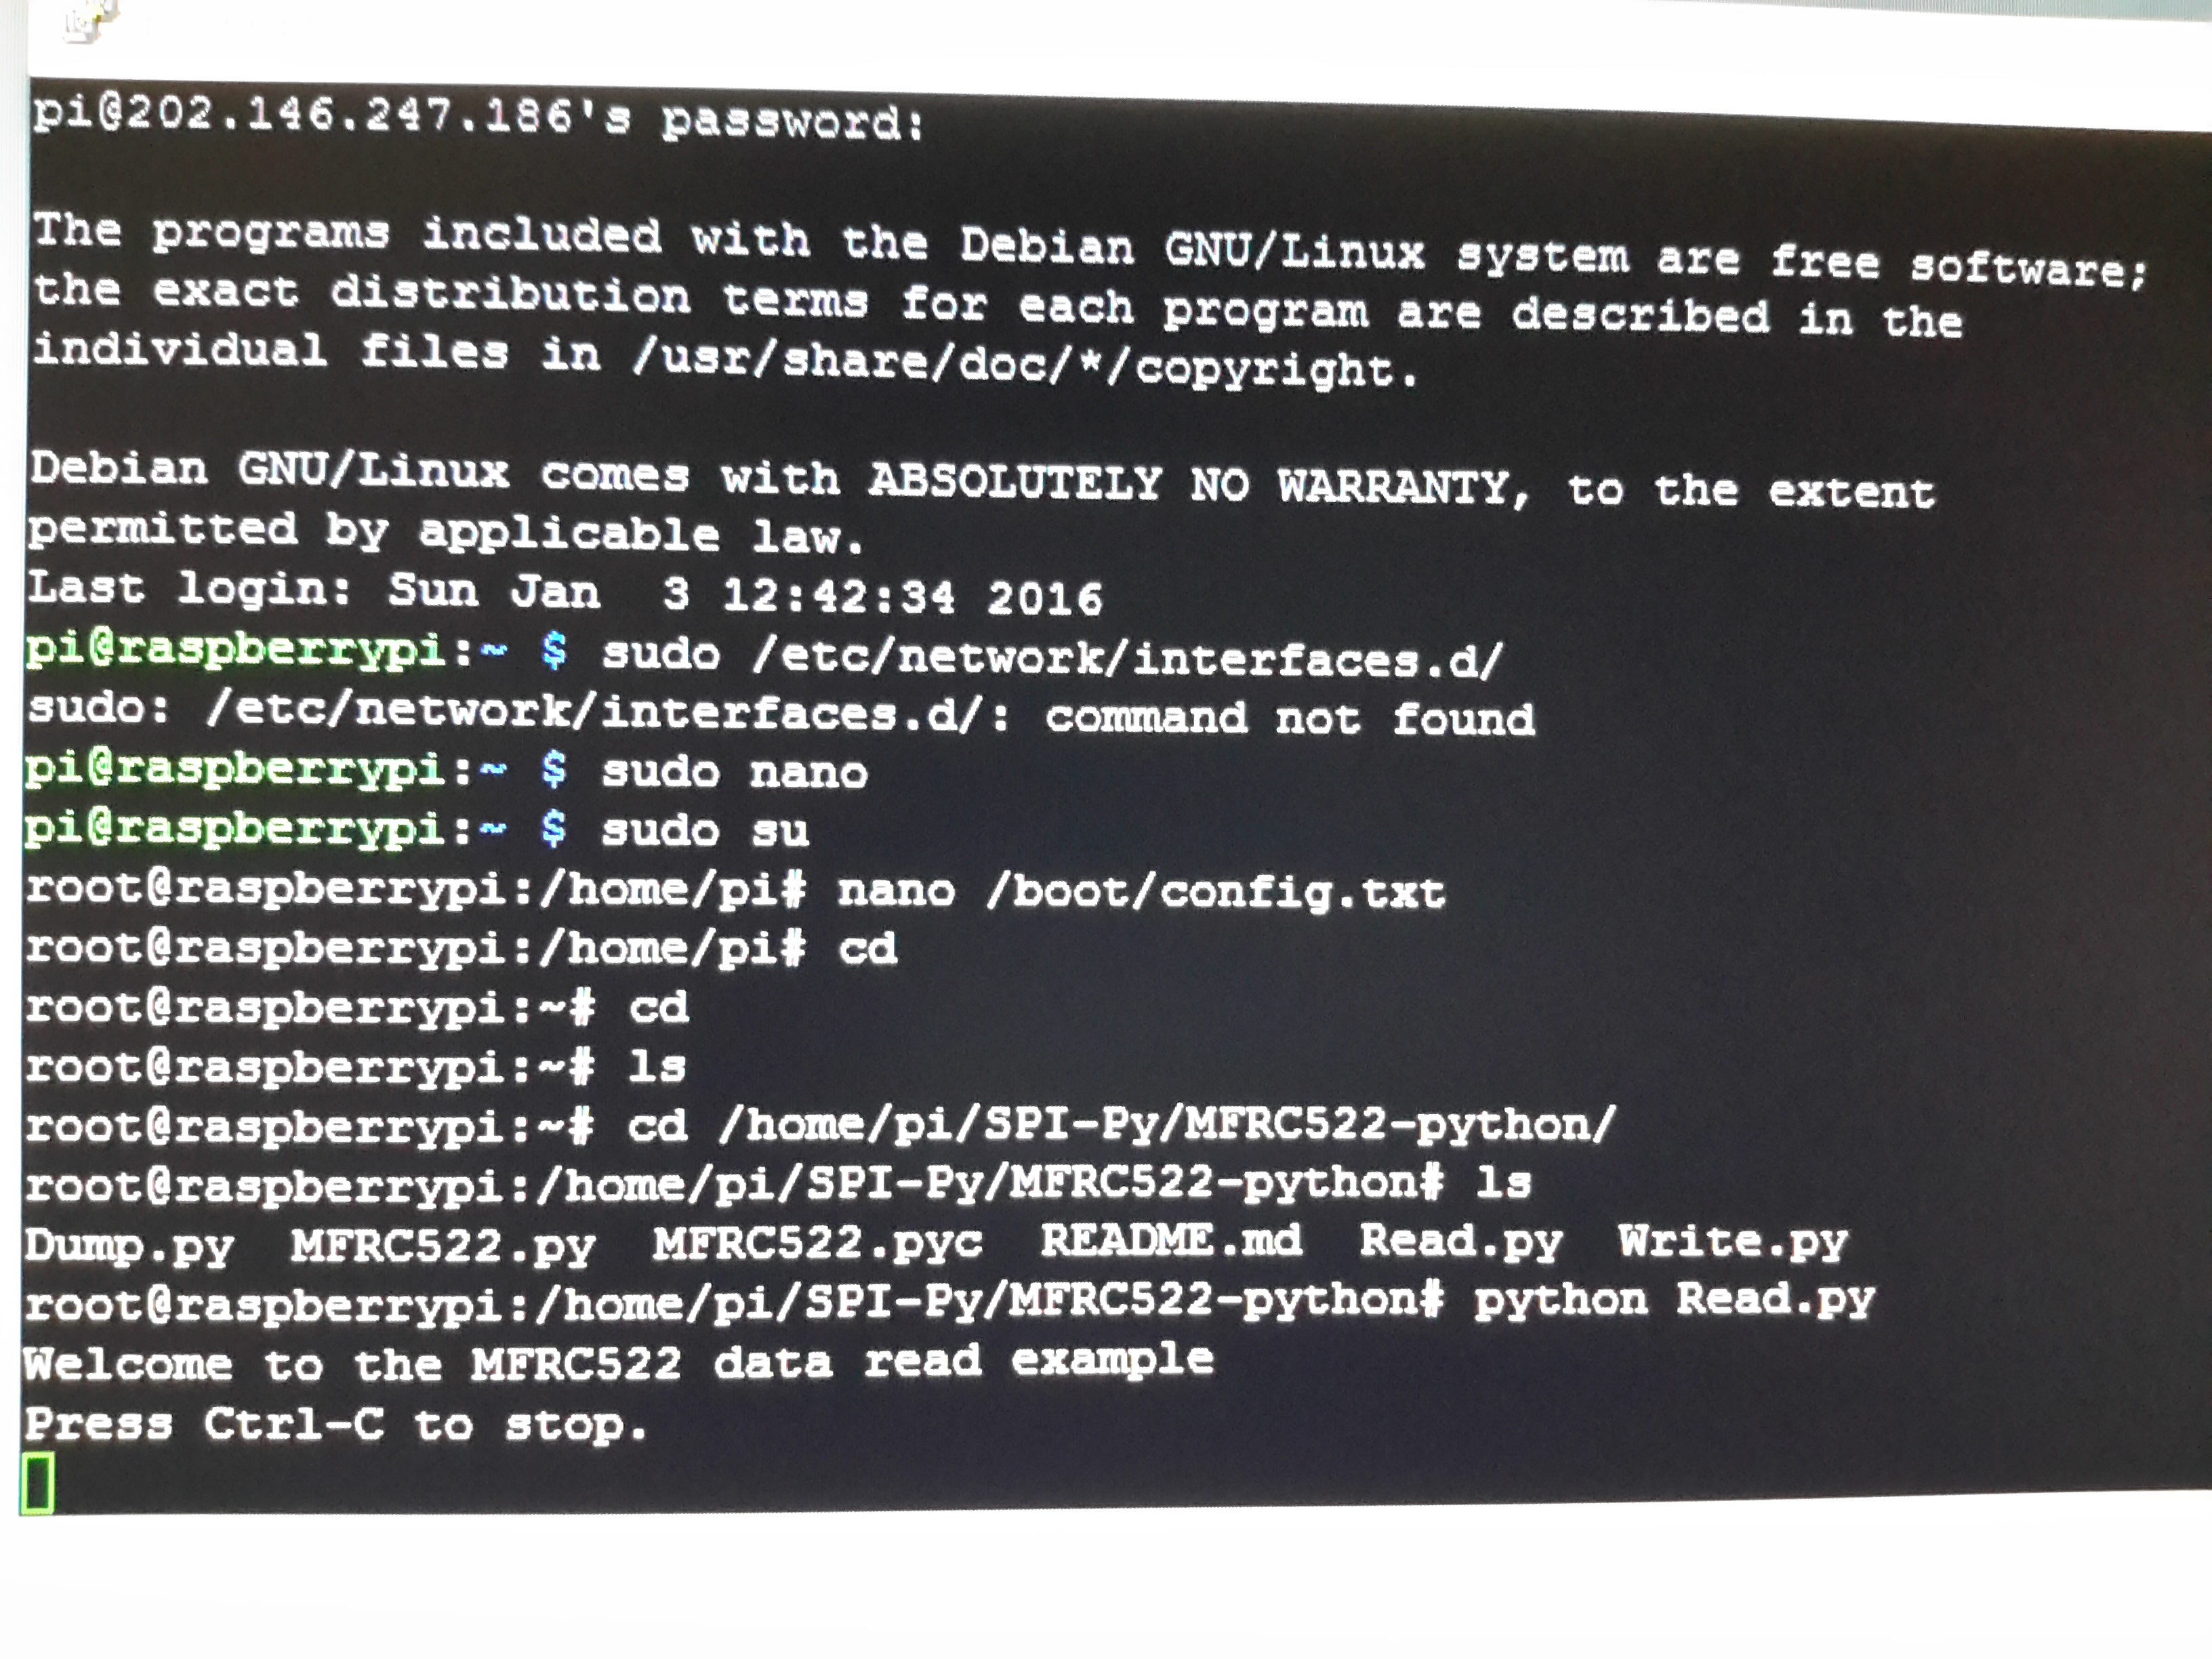 pi@202.146.247.186's password:
The programs included with the Debian GNU/Linux system are free software;
the exact distribution terms for each program are described in the
individual files in /usr/share/doc/*/copyright.
Debian GNU/Linux comes with ABSOLUTELY NO WARRANTY, to the extent
permitted by applicable law.
Last login: Sun Jan  3 12:42:34 2016
pi@raspberrypi:~ $ sudo /etc/network/interfaces.d/
sudo: /etc/network/interfaces.d/: command not found
pi@raspberrypi:~ $ sudo nano
pi@raspberrypi:~ $ sudo su
root@raspberrypi:/home/pi# nano /boot/config.txt
root@raspberrypi:/home/pi# cd
root@raspberrypi:~# cd
root@raspberrypi:~# ls
root@raspberrypi:~# cd /home/pi/SPI-Py/MFRC522-python/
root@raspberrypi:/home/pi/SPI-Py/MFRC522-python# ls
Dump.py  MFRC522.py  MFRC522.pyc  README.md  Read.py  Write.py
root@raspberrypi:/home/pi/SPI-Py/MFRC522-python# python Read.py
Welcome to the MFRC522 data read example
Press Ctrl-C to stop.